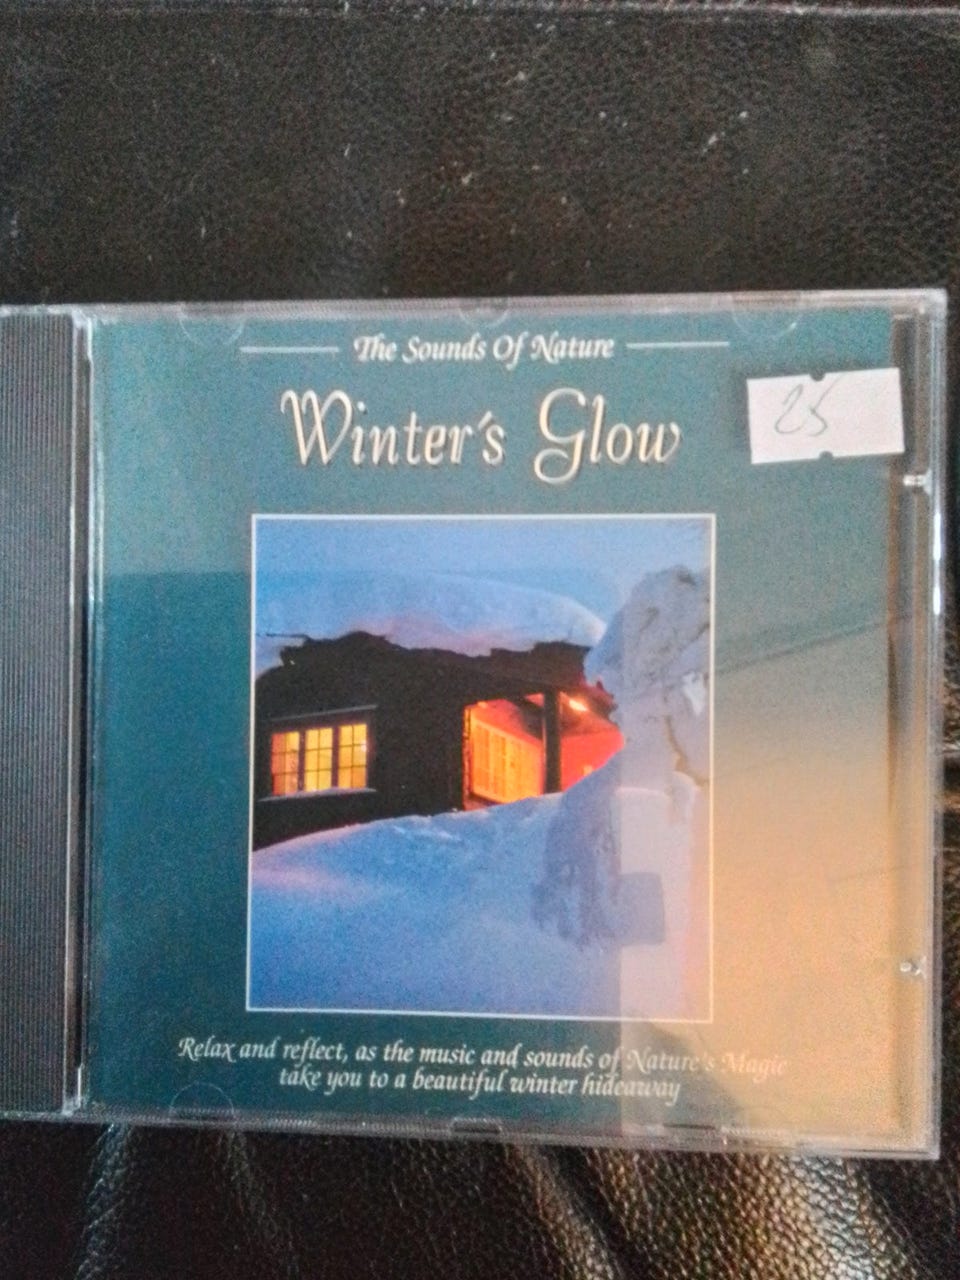 The Sounds Of Nature
Winter's Glow
25
Relax and reflect, as the music and sounds of Nature's Magic
take you to a beautiful winter hideaway